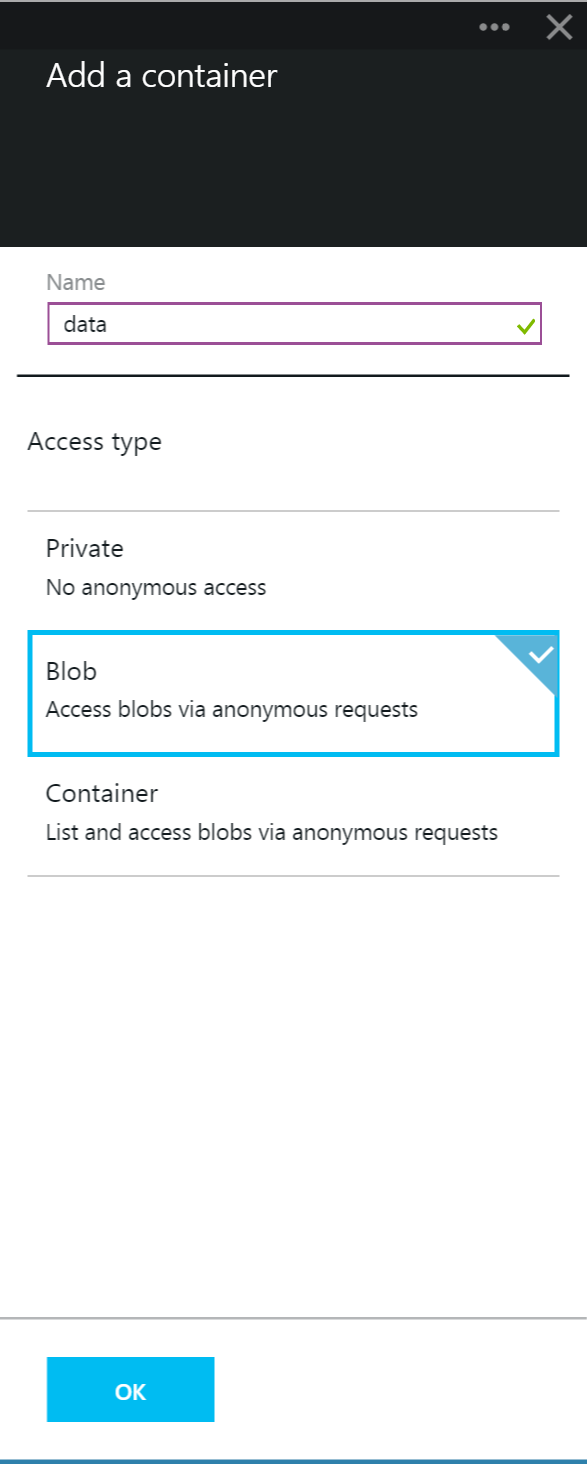 Add a container
Name
data
Access type
Private
No anonymous access
Blob
Access blobs via anonymous requests
Container
List and access blobs via anonymous requests
OK